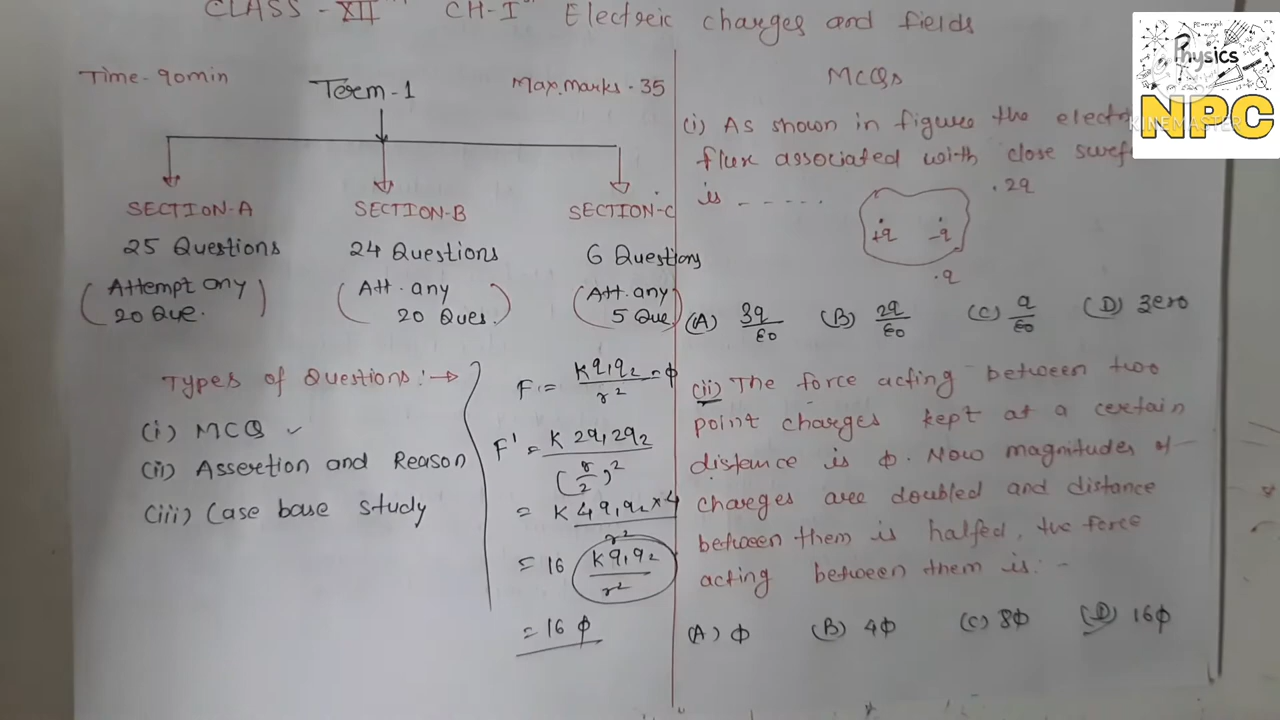 CLASS - XII CH-I Electric charges and fields
Time - 90min
Term - 1
Max.marks - 35
SECTION-A
SECTION-B
SECTION-C
25 Questions
24 Questions
6 Questions
(Attempt any
20 Que.)
(Att. any
20 Ques.)
(Att. any
5 Que)
Types of Questions :→
(i) MCQ ✓
(ii) Assertion and Reason
(iii) Case base study
F = Kq₁q₂/r² = ϕ
F' = K 2q₁2q₂/(r/2)²
= K 4q₁q₂×4/r²
= 16 Kq₁q₂/r²
= 16 ϕ
MCQs
(i) As shown in figure the electri
flux associated with close surf
is - - - - - .
. 2q
+q -q
.q
(A) 3q/ε0 (B) 2q/ε0 (C) q/ε0 (D) zero
(ii) The force acting between two
point charges kept at a certain
distance is ϕ. Now magnitudes of
charges are doubled and distance
between them is halfed, the force
acting between them is: -
(A) ϕ (B) 4ϕ (C) 8ϕ (D) 16ϕ
Physics
NPC
KINEMASTER